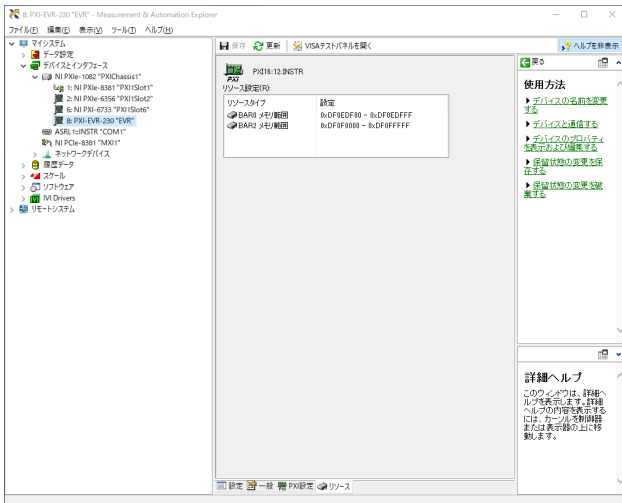 8: PXI-EVR-230 "EVR" - Measurement & Automation Explorer
ファイル(F) 編集(E) 表示(V) ツール(T) ヘルプ(H)
マイシステム
データ設定
デバイスとインタフェース
NI PXIe-1082 "PXIChassis1"
1: NI PXIe-8381 "PXI1Slot1"
2: NI PXIe-6356 "PXI1Slot2"
6: NI PXI-6733 "PXI1Slot6"
8: PXI-EVR-230 "EVR"
ASRL1::INSTR "COM1"
NI PCIe-8381 "MXI1"
ネットワークデバイス
履歴データ
スケール
ソフトウェア
IVI Drivers
リモートシステム
保存 更新 VISAテストパネルを開く
ヘルプを非表示
PXI
PXI16::12::INSTR
リソース設定(R)
リソースタイプ 設定
BAR0 メモリ範囲 0xDF0EDF80 - 0xDF0EDFFF
BAR2 メモリ範囲 0xDF0F0000 - 0xDF0FFFFF
設定 一般 PXI設定 リソース
戻る
使用方法
デバイスの名前を変更
する
デバイスと通信する
デバイスのプロパティ
を表示および編集する
保留状態の変更を保
存する
保留状態の変更を破
棄する
詳細ヘルプ
このウィンドウは、詳細ヘ
ルプを表示します。詳細
ヘルプの内容を表示する
には、カーソルを制御器
または表示器の上に移
動します。